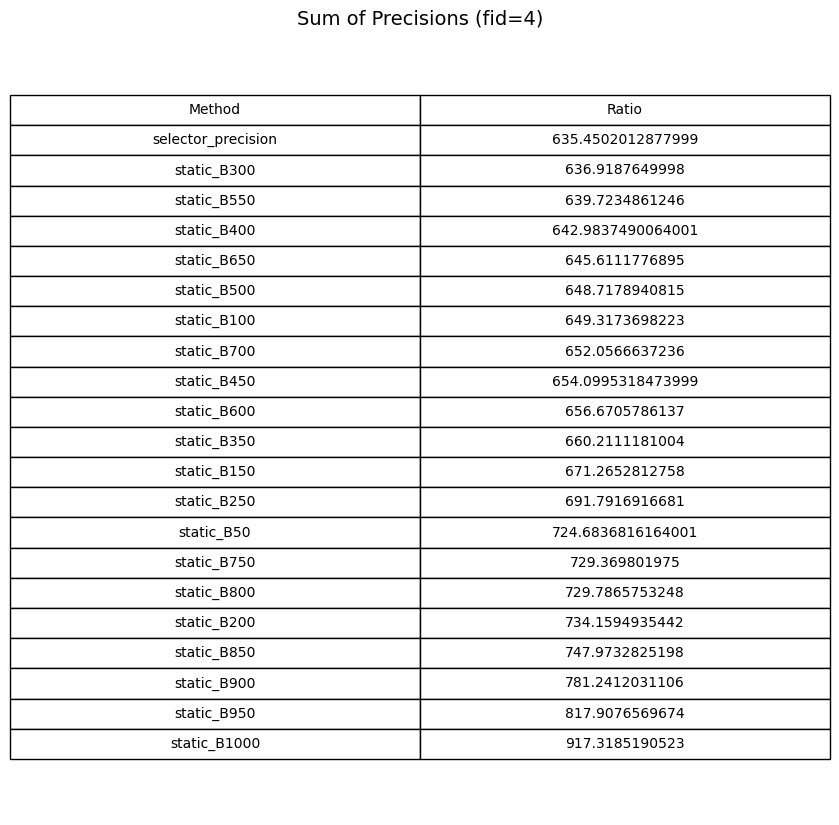 Sum of Precisions (fid=4)
Method Ratio
selector_precision 635.4502012877999
static_B300 636.9187649998
static_B550 639.7234861246
static_B400 642.9837490064001
static_B650 645.6111776895
static_B500 648.7178940815
static_B100 649.3173698223
static_B700 652.0566637236
static_B450 654.0995318473999
static_B600 656.6705786137
static_B350 660.2111181004
static_B150 671.2652812758
static_B250 691.7916916681
static_B50 724.6836816164001
static_B750 729.369801975
static_B800 729.7865753248
static_B200 734.1594935442
static_B850 747.9732825198
static_B900 781.2412031106
static_B950 817.9076569674
static_B1000 917.3185190523